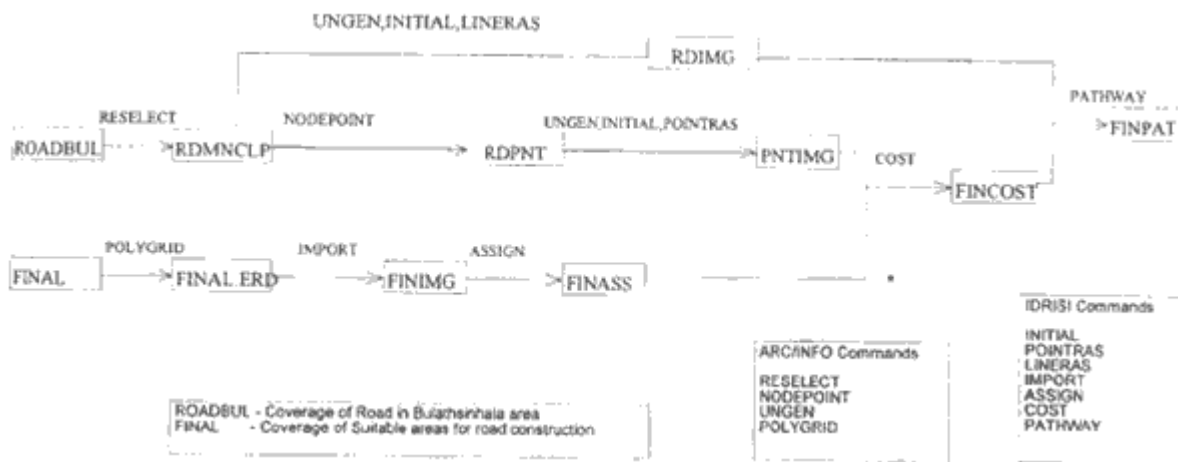 UNGEN,INITIAL,LINERAS
RDIMG
PATHWAY
RESELECT
NODEPOINT
UNGEN,INITIAL,POINTRAS
FINPAT
ROADBUL
RDMNCLP
RDPNT
PNTIMG
COST
FINCOST
POLYGRID
IMPORT
ASSIGN
FINAL
FINAL ERD
FINIMG
FINASS
IDRISI Commands
INITIAL
POINTRAS
LINERAS
IMPORT
ASSIGN
COST
PATHWAY
ARC/INFO Commands
RESELECT
NODEPOINT
UNGEN
POLYGRID
ROADBUL - Coverage of Road in Bulathsinhala area
FINAL - Coverage of Suitable areas for road construction